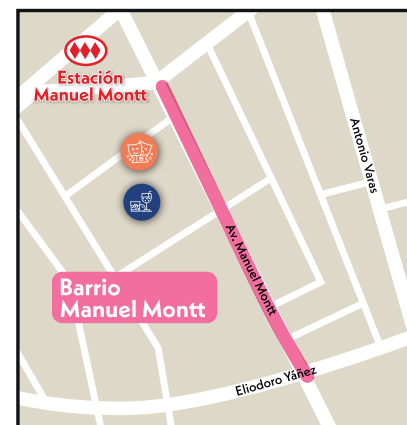 Estación
Manuel Montt
Antonio Varas
Av. Manuel Montt
Barrio
Manuel Montt
Eliodoro Yáñez